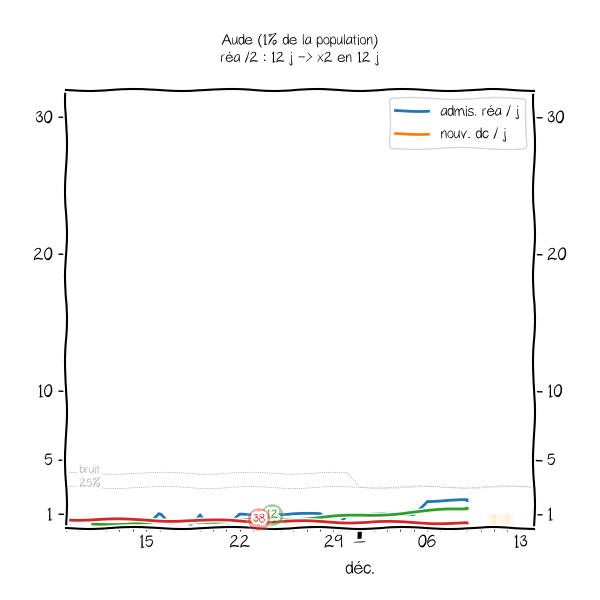 Aude (1% de la population)
réa /2 : 12 j -> x2 en 12 j
admis. réa / j
nouv. dc / j
30 30
20 20
10 10
5 5
bruit
25%
1 38 12 1
15 22 29 06 13
déc.